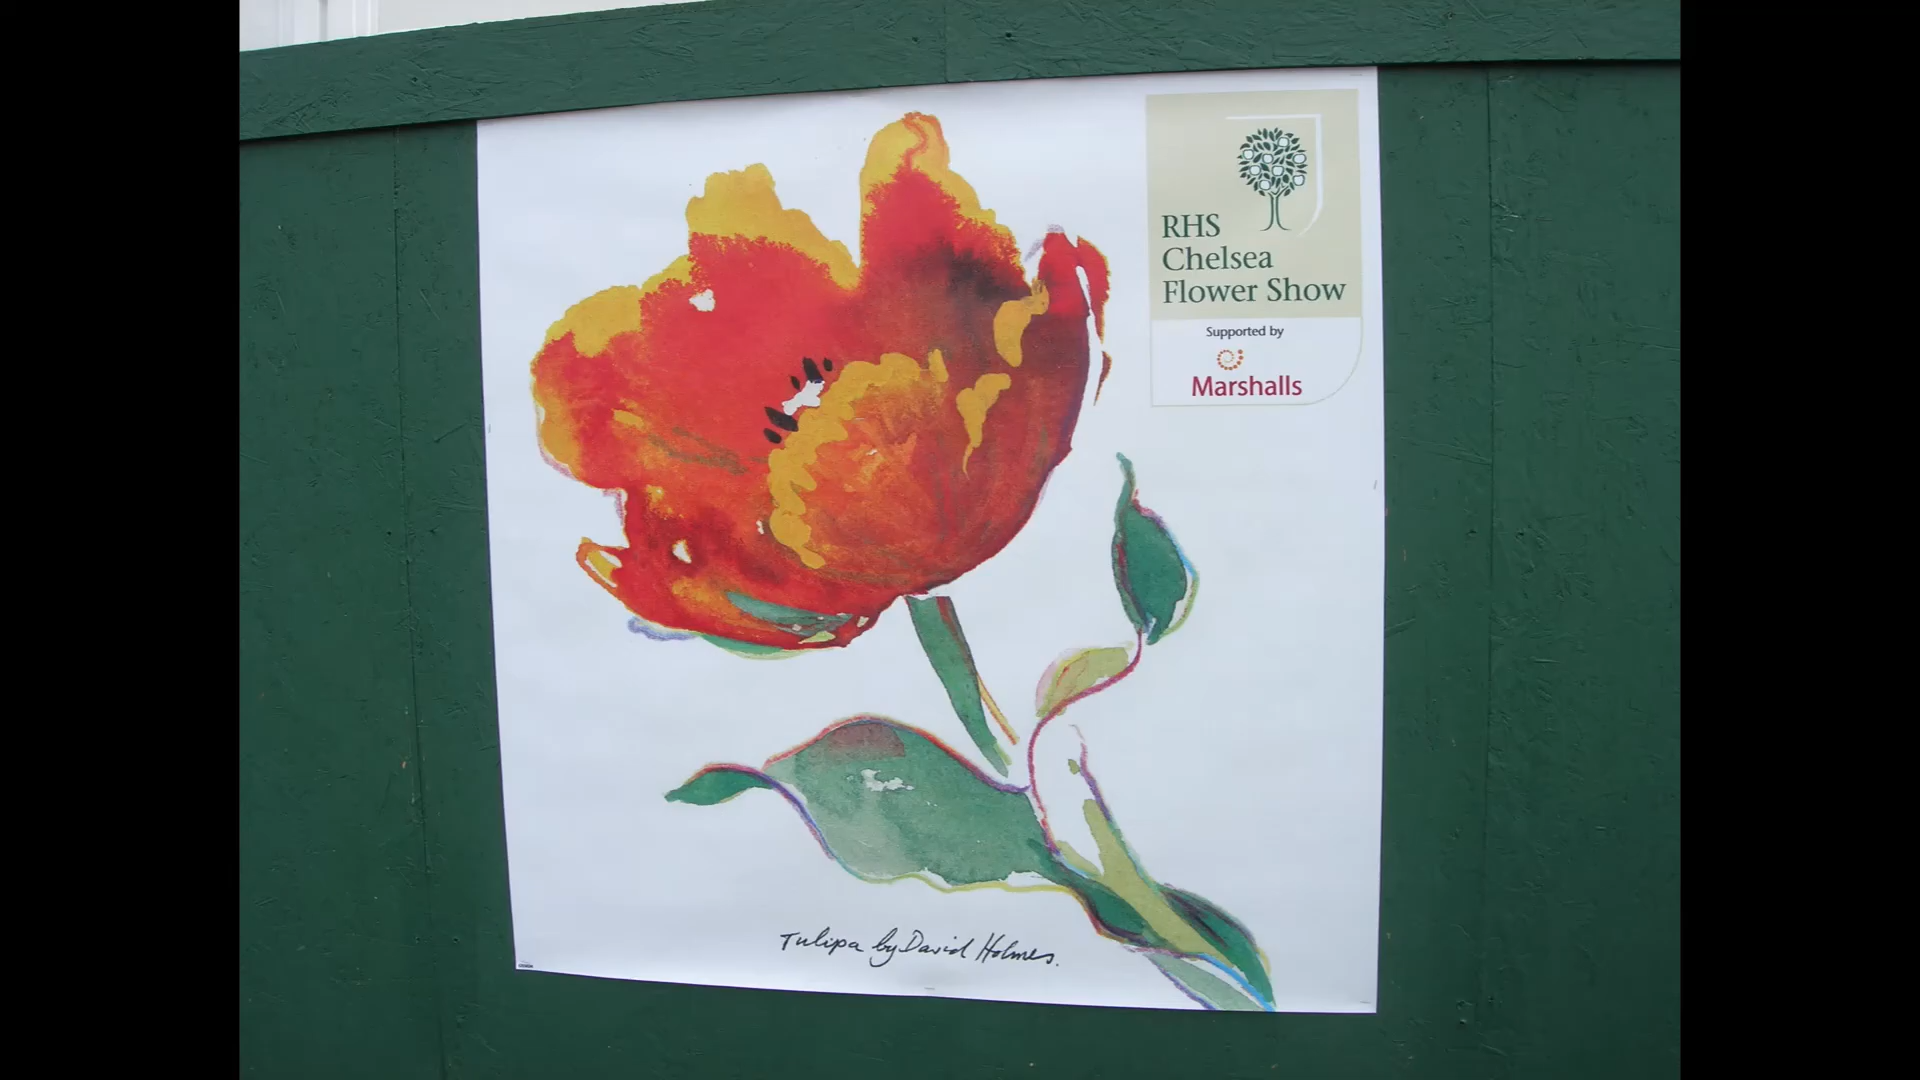 RHS
Chelsea
Flower Show
Supported by
Marshalls
Tulipa by David Holmes.